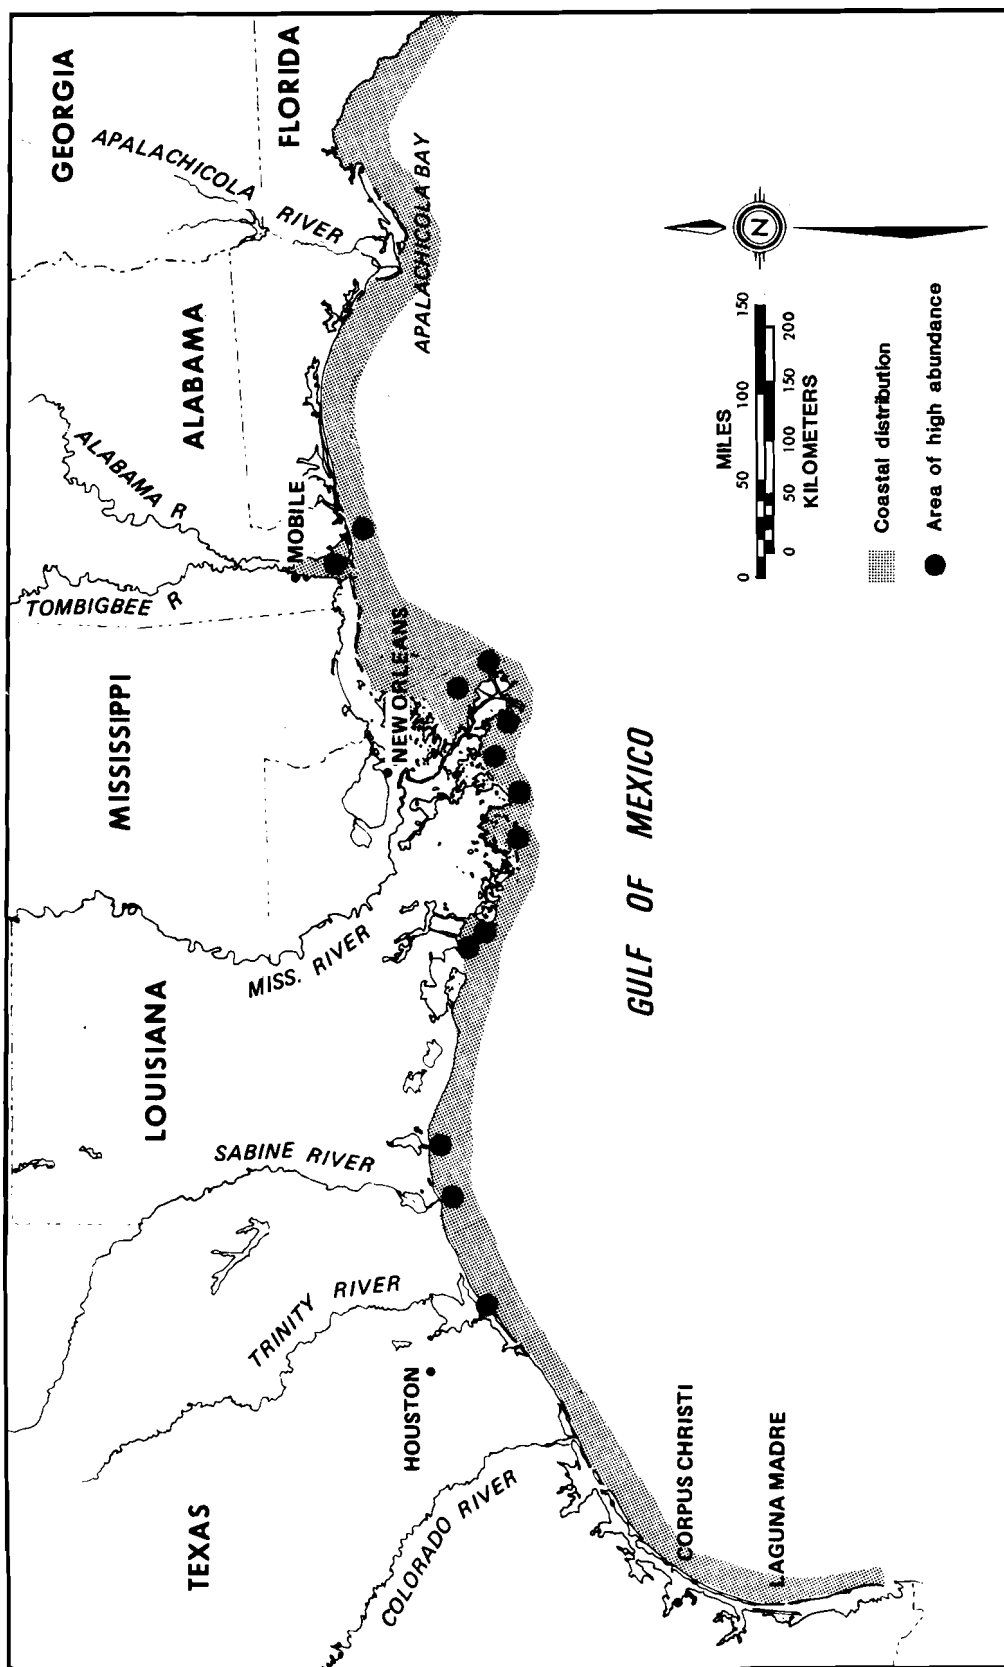 GEORGIA
FLORIDA
APALACHICOLA
RIVER
APALACHICOLA BAY
ALABAMA
ALABAMA R
MOBILE
TOMBIGBEE R
MISSISSIPPI
NEW ORLEANS
MISS. RIVER
LOUISIANA
SABINE RIVER
TRINITY RIVER
HOUSTON
TEXAS
COLORADO RIVER
CORPUS CHRISTI
LAGUNA MADRE
GULF OF MEXICO
N
MILES
0 50 100 150
0 50 100 150 200
KILOMETERS
Coastal distribution
Area of high abundance